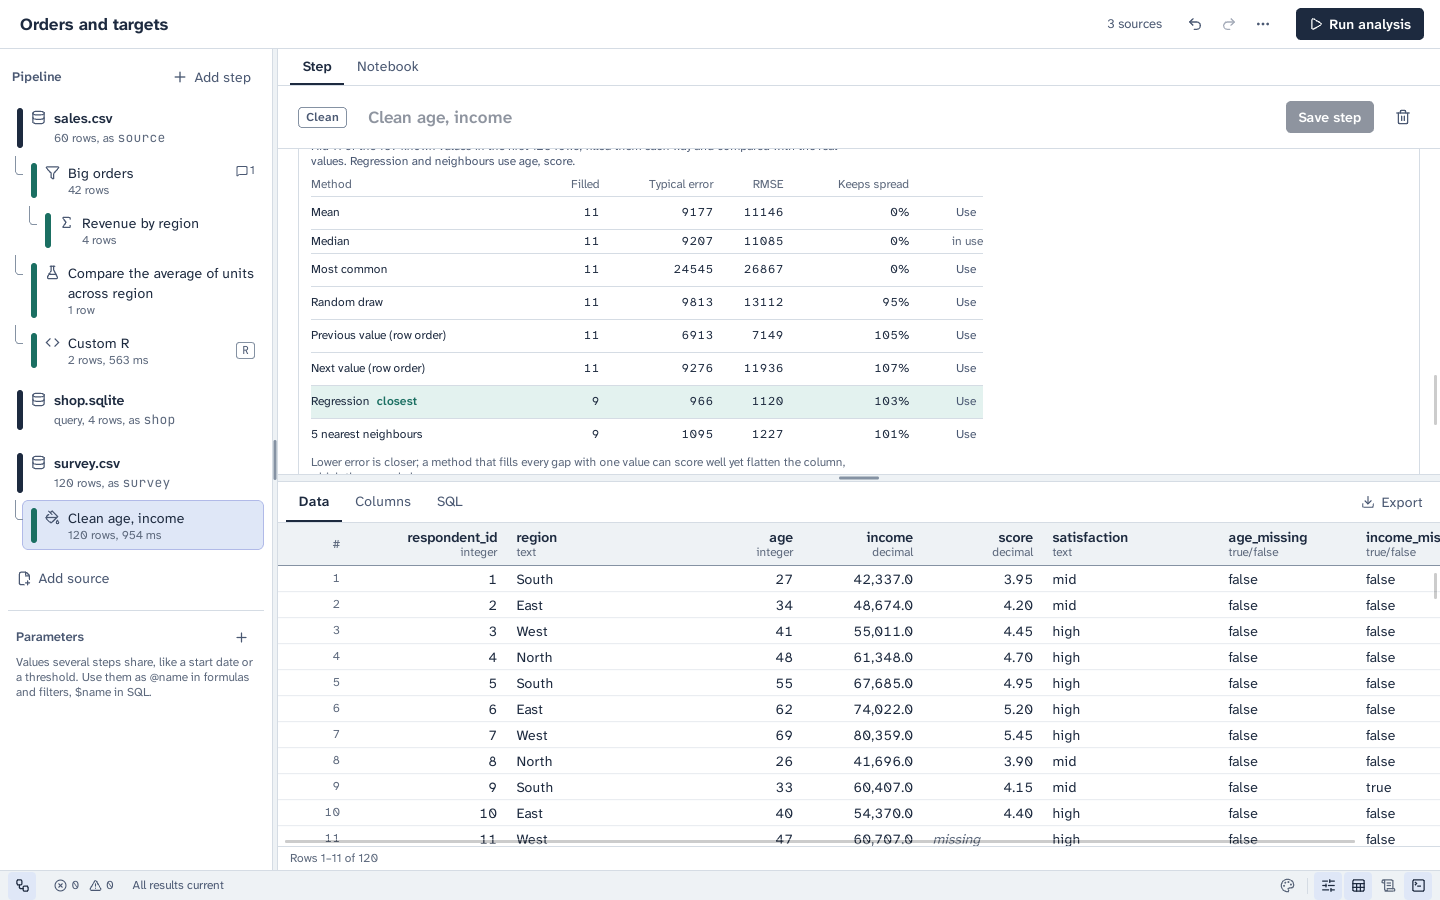 Orders and targets
3 sources
Run analysis
Pipeline
Add step
sales.csv
60 rows, as source
Big orders
42 rows
1
Revenue by region
4 rows
Compare the average of units
across region
1 row
Custom R
2 rows, 563 ms
R
shop.sqlite
query, 4 rows, as shop
survey.csv
120 rows, as survey
Clean age, income
120 rows, 954 ms
Add source
Parameters
Values several steps share, like a start date or
a threshold. Use them as @name in formulas
and filters, $name in SQL.
Step Notebook
Clean Clean age, income
Save step
values. Regression and neighbours use age, score.
Method Filled Typical error RMSE Keeps spread
Mean 11 9177 11146 0% Use
Median 11 9207 11085 0% in use
Most common 11 24545 26867 0% Use
Random draw 11 9813 13112 95% Use
Previous value (row order) 11 6913 7149 105% Use
Next value (row order) 11 9276 11936 107% Use
Regression closest 9 966 1120 103% Use
5 nearest neighbours 9 1095 1227 101% Use
Lower error is closer; a method that fills every gap with one value can score well yet flatten the column,
Data Columns SQL
Export
# respondent_id region age income score satisfaction age_missing income_mis
integer text integer decimal decimal text true/false true/false
1 1 South 27 42,337.0 3.95 mid false false
2 2 East 34 48,674.0 4.20 mid false false
3 3 West 41 55,011.0 4.45 high false false
4 4 North 48 61,348.0 4.70 high false false
5 5 South 55 67,685.0 4.95 high false false
6 6 East 62 74,022.0 5.20 high false false
7 7 West 69 80,359.0 5.45 high false false
8 8 North 26 41,696.0 3.90 mid false false
9 9 South 33 60,407.0 4.15 mid false true
10 10 East 40 54,370.0 4.40 high false false
11 11 West 47 60,707.0 missing high false false
Rows 1–11 of 120
0 0 All results current